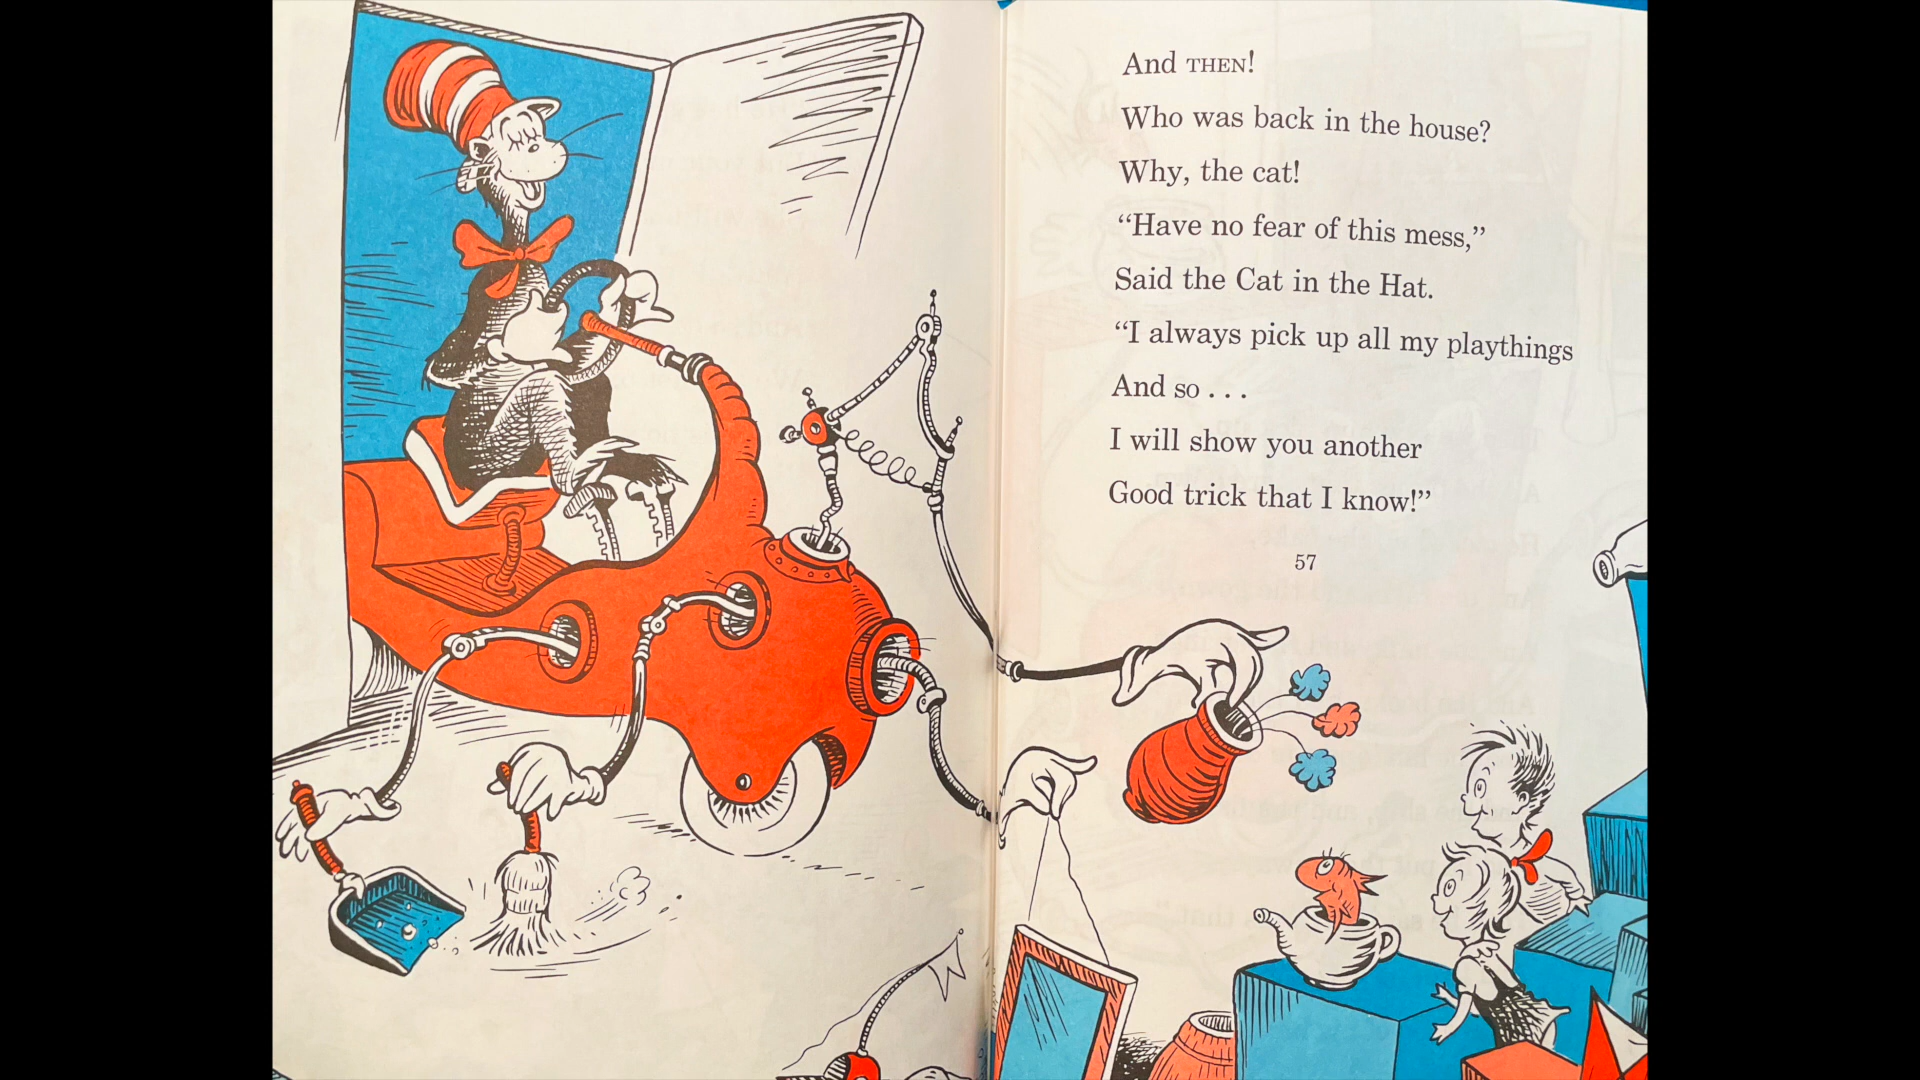 And THEN!
Who was back in the house?
Why, the cat!
“Have no fear of this mess,”
Said the Cat in the Hat.
“I always pick up all my playthings
And so . . .
I will show you another
Good trick that I know!”
57